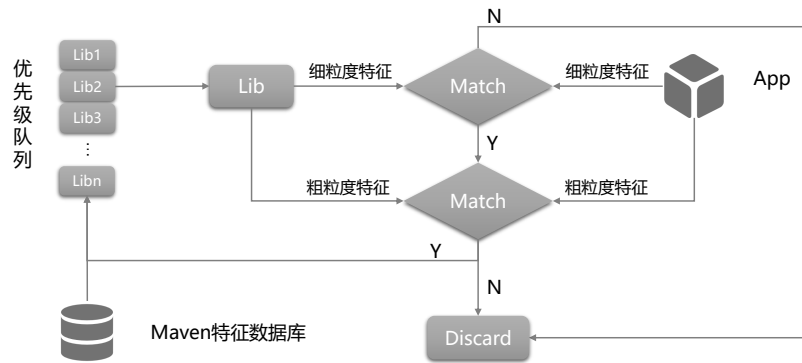 优先级队列
Lib1
Lib2
Lib3
...
Libn
Lib
细粒度特征
Match
细粒度特征
App
N
Y
粗粒度特征
Match
粗粒度特征
Y
N
Maven特征数据库
Discard